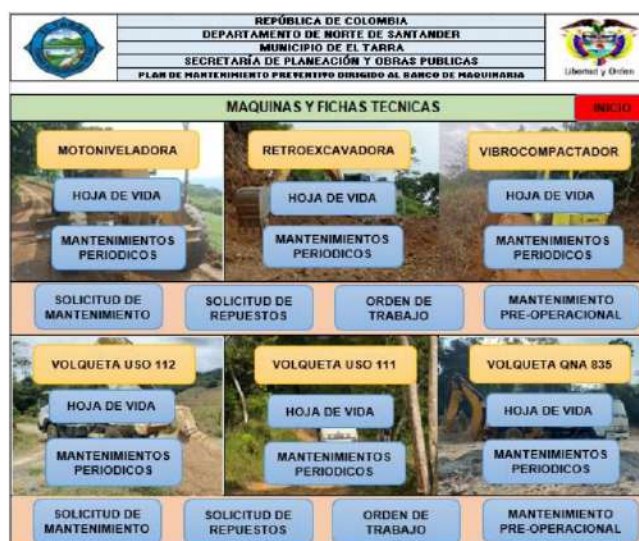 REPÚBLICA DE COLOMBIA
DEPARTAMENTO DE NORTE DE SANTANDER
MUNICIPIO DE EL TARRA
SECRETARÍA DE PLANEACIÓN Y OBRAS PUBLICAS
PLAN DE MANTENIMIENTO PREVENTIVO DIRIGIDO AL BANCO DE MAQUINARIA
EL TARRA
Libertad y Orden
MAQUINAS Y FICHAS TECNICAS
INICIO
MOTONIVELADORA
RETROEXCAVADORA
VIBROCOMPACTADOR
HOJA DE VIDA
HOJA DE VIDA
HOJA DE VIDA
MANTENIMIENTOS PERIODICOS
MANTENIMIENTOS PERIODICOS
MANTENIMIENTOS PERIODICOS
SOLICITUD DE MANTENIMIENTO
SOLICITUD DE REPUESTOS
ORDEN DE TRABAJO
MANTENIMIENTO PRE-OPERACIONAL
VOLQUETA USO 112
VOLQUETA USO 111
VOLQUETA QNA 835
HOJA DE VIDA
HOJA DE VIDA
HOJA DE VIDA
MANTENIMIENTOS PERIODICOS
MANTENIMIENTOS PERIODICOS
MANTENIMIENTOS PERIODICOS
SOLICITUD DE MANTENIMIENTO
SOLICITUD DE REPUESTOS
ORDEN DE TRABAJO
MANTENIMIENTO PRE-OPERACIONAL